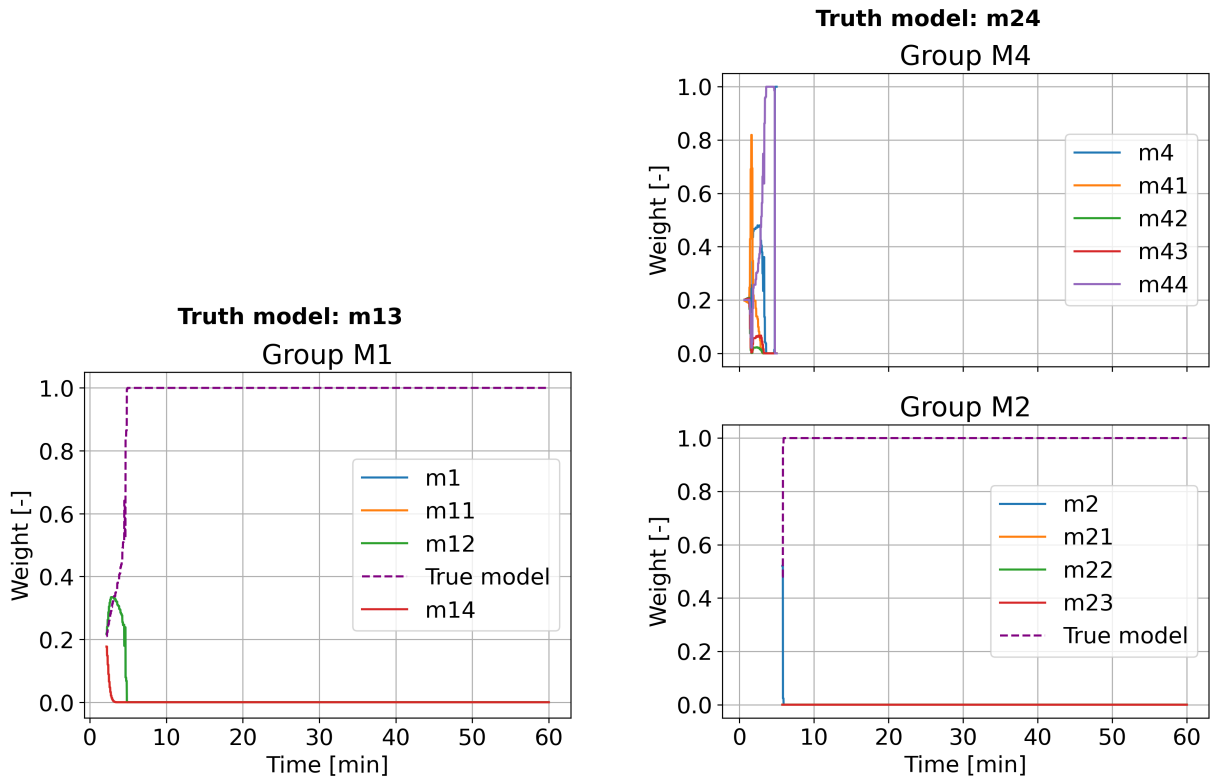 Truth model: m13
Group M1
Weight [-]
1.0
0.8
0.6
0.4
0.2
0.0
m1
m11
m12
True model
m14
0 10 20 30 40 50 60
Time [min]
Truth model: m24
Group M4
Weight [-]
1.0
0.8
0.6
0.4
0.2
0.0
m4
m41
m42
m43
m44
Group M2
Weight [-]
1.0
0.8
0.6
0.4
0.2
0.0
m2
m21
m22
m23
True model
0 10 20 30 40 50 60
Time [min]